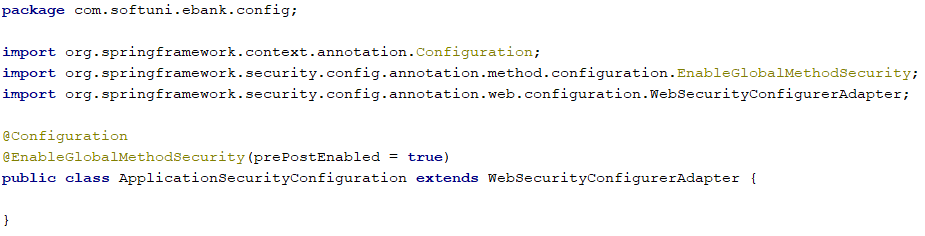 package com.softuni.ebank.config;
import org.springframework.context.annotation.Configuration;
import org.springframework.security.config.annotation.method.configuration.EnableGlobalMethodSecurity;
import org.springframework.security.config.annotation.web.configuration.WebSecurityConfigurerAdapter;
@Configuration
@EnableGlobalMethodSecurity(prePostEnabled = true)
public class ApplicationSecurityConfiguration extends WebSecurityConfigurerAdapter {
}